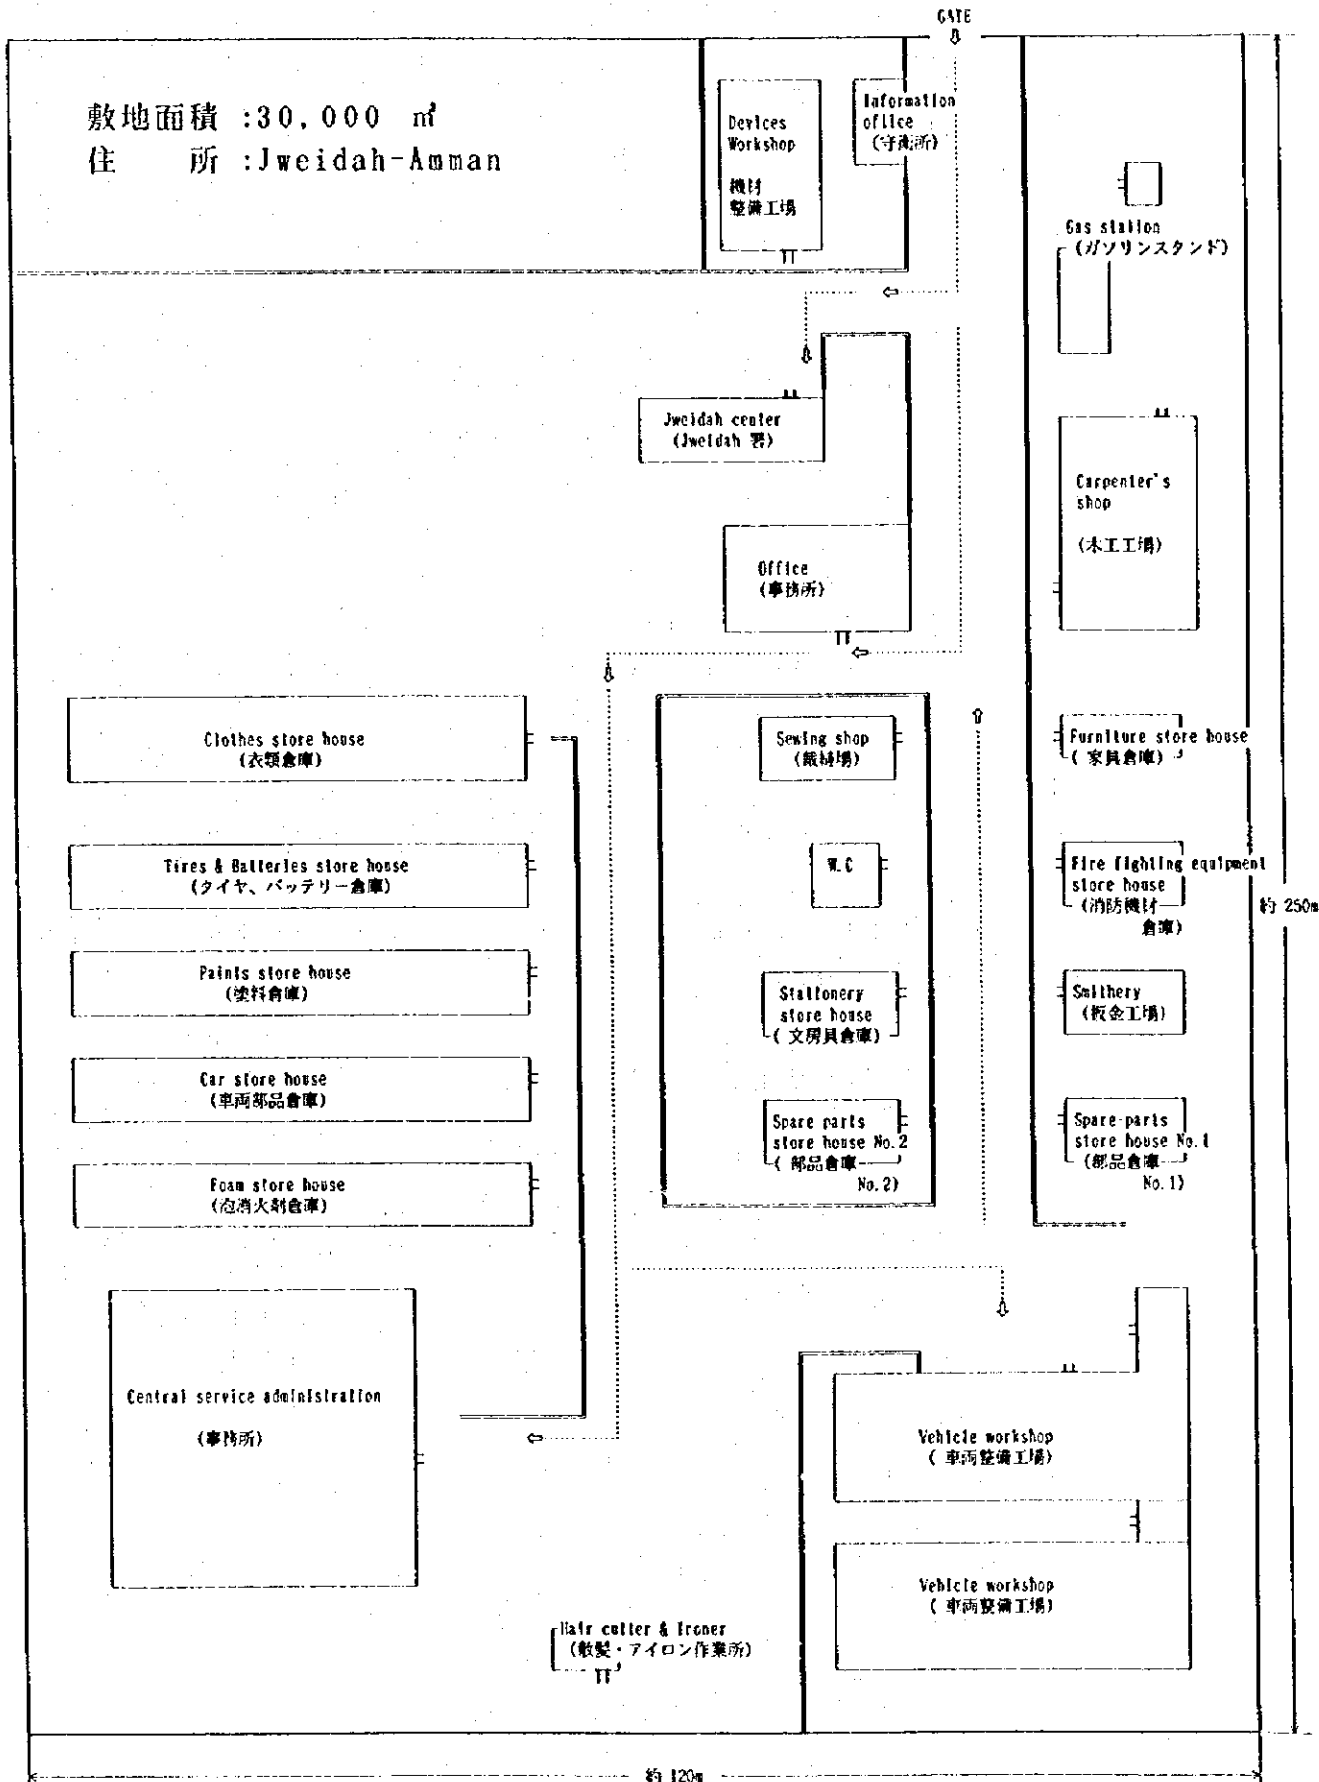 GATE
敷地面積 :30,000 ㎡
住　　所 :Jweidah-Amman
Devices
Workshop
機材
整備工場
Information
office
(守衛所)
Gas station
(ガソリンスタンド)
Jweidah center
(Jweidah 署)
Carpenter's
shop
(木工工場)
Office
(事務所)
Clothes store house
(衣類倉庫)
Sewing shop
(裁縫場)
Furniture store house
(家具倉庫)
Tires & Batteries store house
(タイヤ、バッテリー倉庫)
W.C
Fire fighting equipment
store house
(消防機材
倉庫)
約 250m
Paints store house
(塗料倉庫)
Stationery
store house
(文房具倉庫)
Smithery
(板金工場)
Car store house
(車両部品倉庫)
Spare parts
store house No.2
(部品倉庫
No.2)
Spare parts
store house No.1
(部品倉庫
No.1)
Foam store house
(泡消火剤倉庫)
Central service administration
(事務所)
Vehicle workshop
(車両整備工場)
Vehicle workshop
(車両整備工場)
Hair cutter & Ironer
(散髪・アイロン作業所)
約 120m